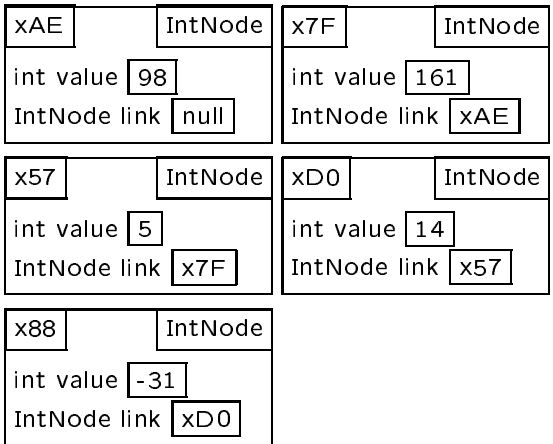 xAE IntNode
int value 98
IntNode link null
x7F IntNode
int value 161
IntNode link xAE
x57 IntNode
int value 5
IntNode link x7F
xD0 IntNode
int value 14
IntNode link x57
x88 IntNode
int value -31
IntNode link xD0